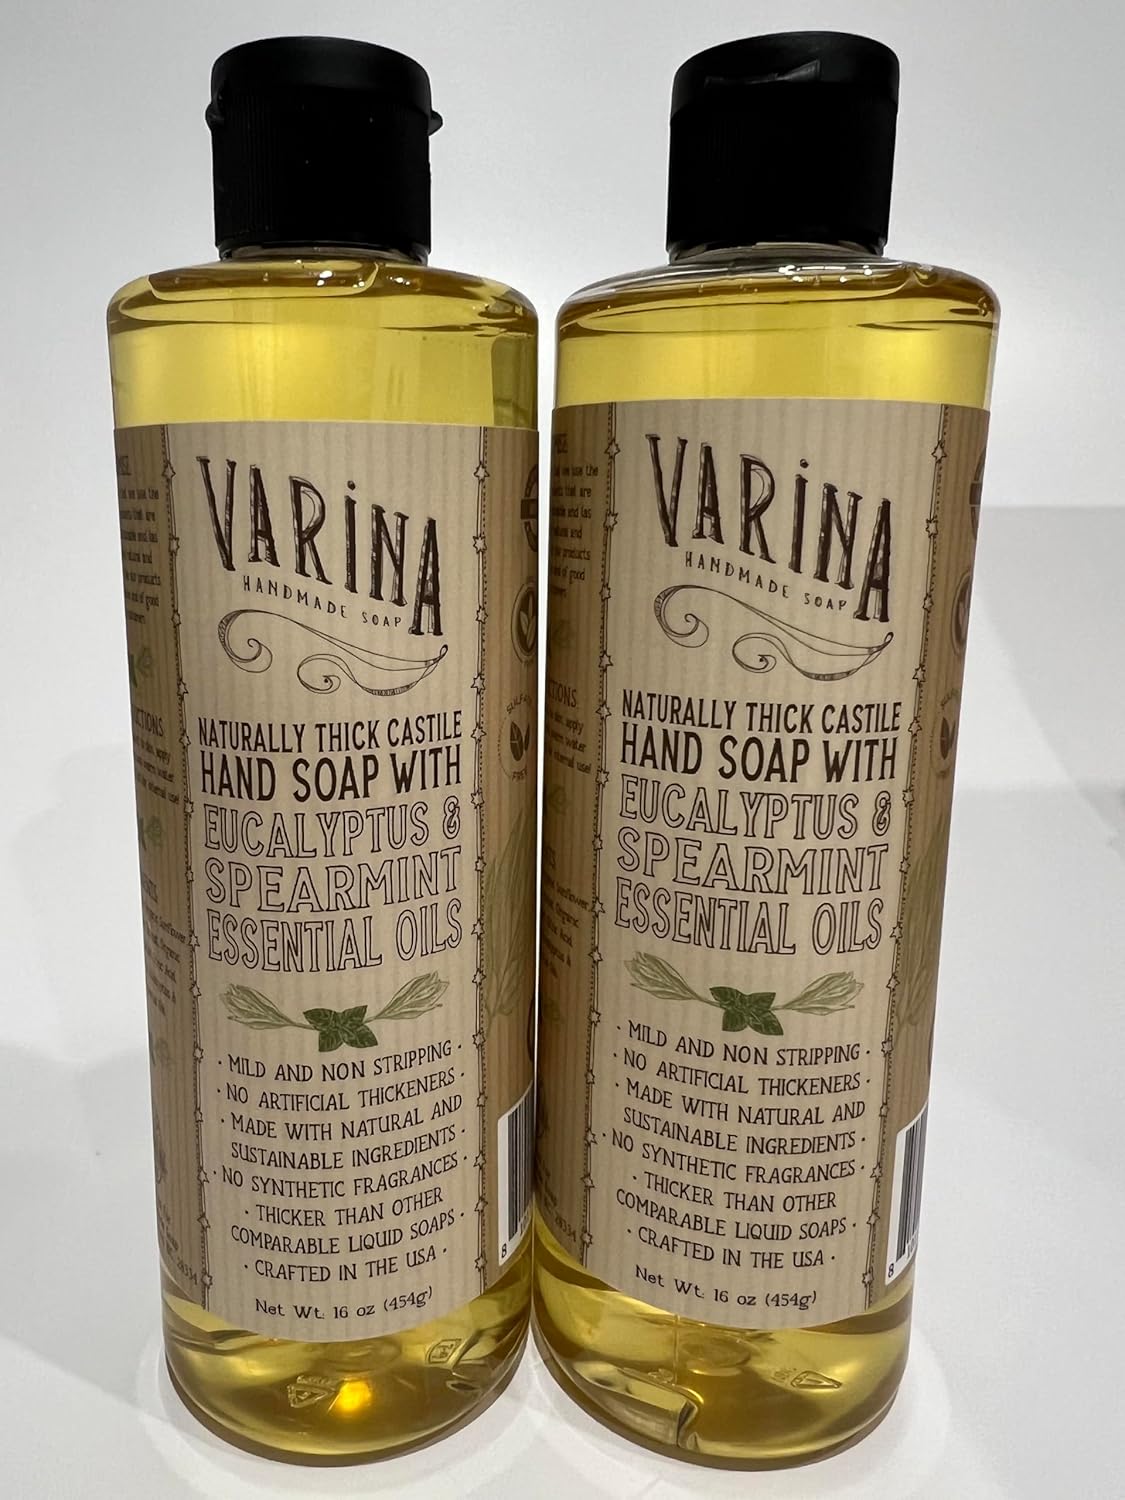 VARINA
HANDMADE SOAP
NATURALLY THICK CASTILE
HAND SOAP WITH
EUCALYPTUS &
SPEARMINT
ESSENTIAL OILS
· MILD AND NON STRIPPING ·
· NO ARTIFICIAL THICKENERS ·
· MADE WITH NATURAL AND
SUSTAINABLE INGREDIENTS ·
· NO SYNTHETIC FRAGRANCES ·
· THICKER THAN OTHER
COMPARABLE LIQUID SOAPS ·
· CRAFTED IN THE USA ·
Net Wt: 16 oz (454g)
FREE
28334
8
VARINA
HANDMADE SOAP
NATURALLY THICK CASTILE
HAND SOAP WITH
EUCALYPTUS &
SPEARMINT
ESSENTIAL OILS
· MILD AND NON STRIPPING ·
· NO ARTIFICIAL THICKENERS ·
· MADE WITH NATURAL AND
SUSTAINABLE INGREDIENTS ·
· NO SYNTHETIC FRAGRANCES ·
· THICKER THAN OTHER
COMPARABLE LIQUID SOAPS ·
· CRAFTED IN THE USA ·
Net Wt: 16 oz (454g)
8